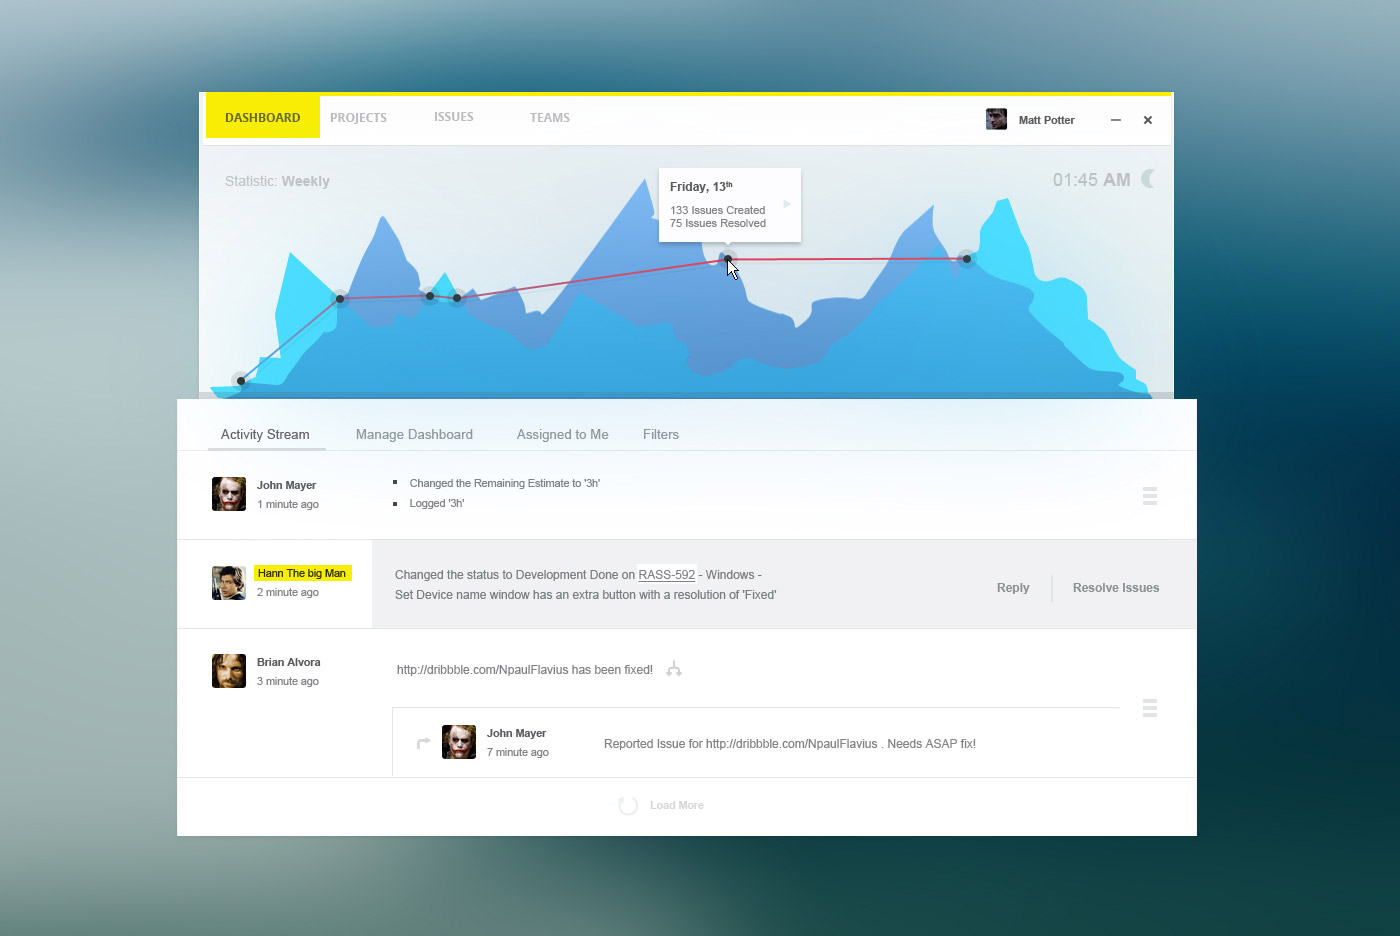 DASHBOARD PROJECTS ISSUES TEAMS Matt Potter
Statistic: Weekly
01:45 AM
Friday, 13th
133 Issues Created
75 Issues Resolved
Activity Stream Manage Dashboard Assigned to Me Filters
John Mayer
1 minute ago
Changed the Remaining Estimate to '3h'
Logged '3h'
Hann The big Man
2 minute ago
Changed the status to Development Done on RASS-592 - Windows -
Set Device name window has an extra button with a resolution of 'Fixed'
Reply Resolve Issues
Brian Alvora
3 minute ago
http://dribbble.com/NpaulFlavius has been fixed!
John Mayer
7 minute ago
Reported Issue for http://dribbble.com/NpaulFlavius . Needs ASAP fix!
Load More